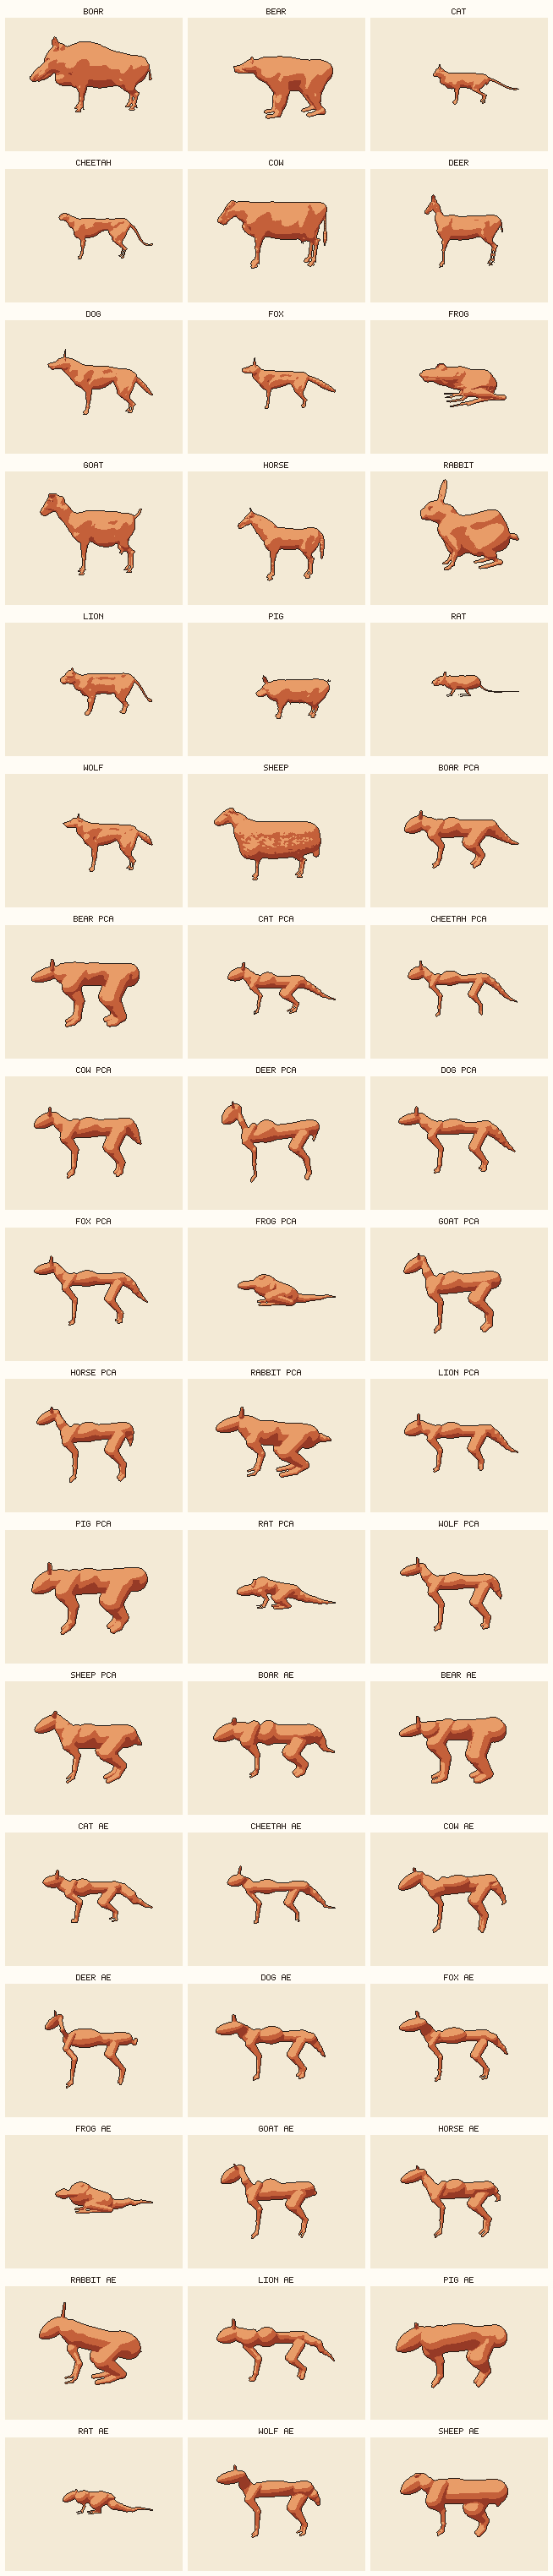 BOAR BEAR CAT
CHEETAH COW DEER
DOG FOX FROG
GOAT HORSE RABBIT
LION PIG RAT
WOLF SHEEP BOAR PCA
BEAR PCA CAT PCA CHEETAH PCA
COW PCA DEER PCA DOG PCA
FOX PCA FROG PCA GOAT PCA
HORSE PCA RABBIT PCA LION PCA
PIG PCA RAT PCA WOLF PCA
SHEEP PCA BOAR AE BEAR AE
CAT AE CHEETAH AE COW AE
DEER AE DOG AE FOX AE
FROG AE GOAT AE HORSE AE
RABBIT AE LION AE PIG AE
RAT AE WOLF AE SHEEP AE